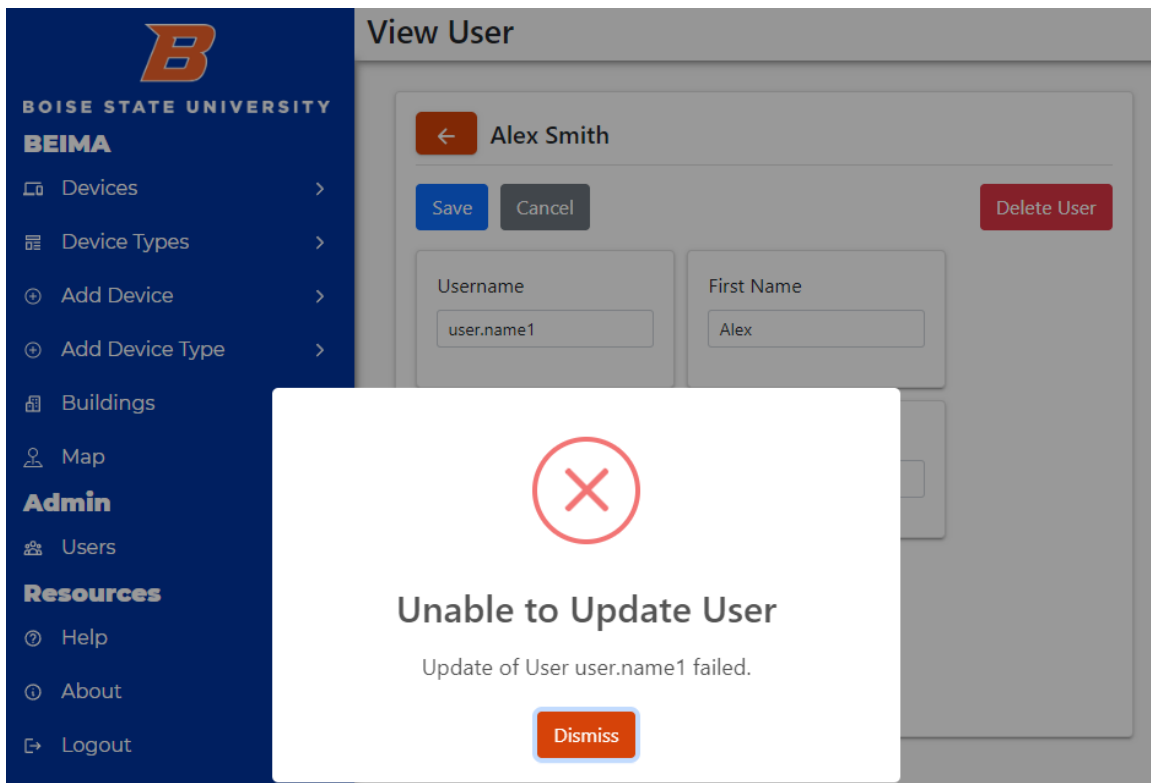 View User
BOISE STATE UNIVERSITY
BEIMA
Devices
Device Types
Add Device
Add Device Type
Buildings
Map
Admin
Users
Resources
Help
About
Logout
Alex Smith
Save Cancel Delete User
Username First Name
user.name1 Alex
Unable to Update User
Update of User user.name1 failed.
Dismiss